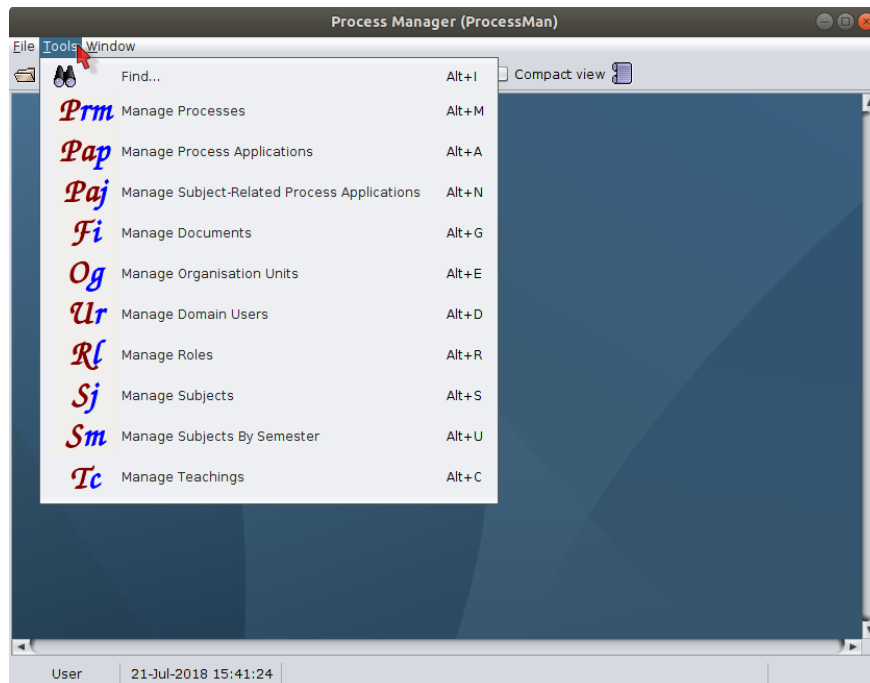 Process Manager (ProcessMan)
File Tools Window
Compact view
Find... Alt+I
Prm Manage Processes Alt+M
Pap Manage Process Applications Alt+A
Paj Manage Subject-Related Process Applications Alt+N
Fi Manage Documents Alt+G
Og Manage Organisation Units Alt+E
Ur Manage Domain Users Alt+D
Rl Manage Roles Alt+R
Sj Manage Subjects Alt+S
Sm Manage Subjects By Semester Alt+U
Tc Manage Teachings Alt+C
User 21-Jul-2018 15:41:24